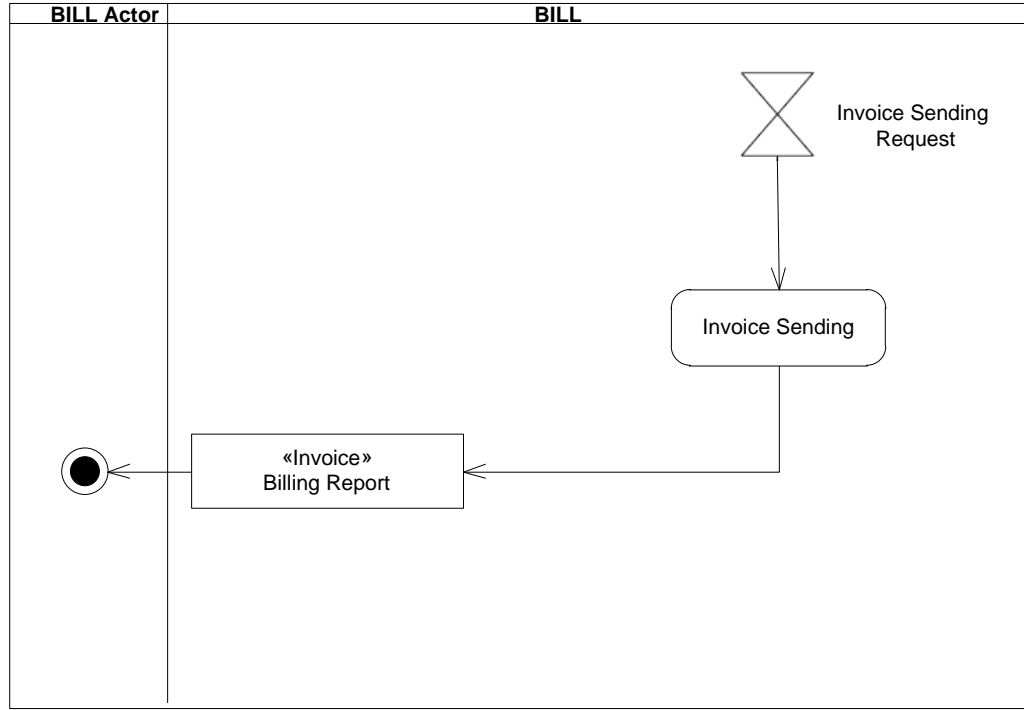 BILL Actor
BILL
Invoice Sending
Request
Invoice Sending
«Invoice»
Billing Report